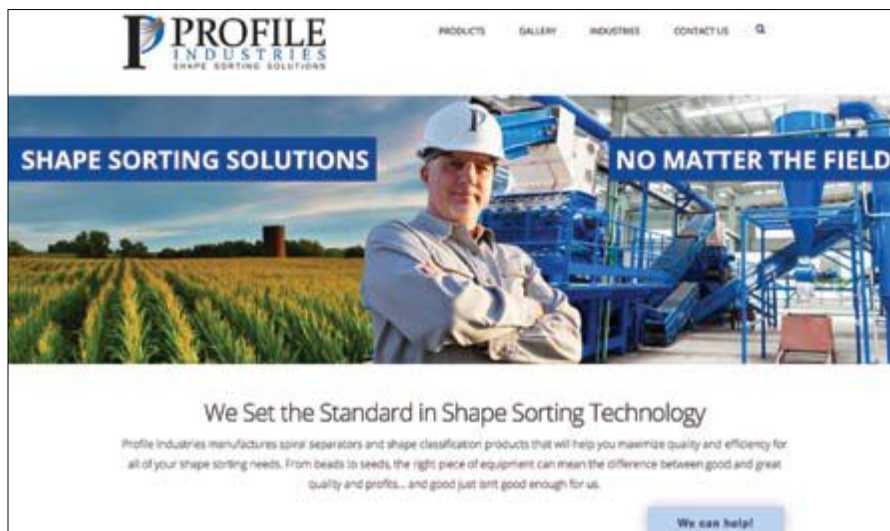 PROFILE
INDUSTRIES
SHAPE SORTING SOLUTIONS
PRODUCTS GALLERY INDUSTRIES CONTACT US
SHAPE SORTING SOLUTIONS
P
NO MATTER THE FIELD
We Set the Standard in Shape Sorting Technology
Profile Industries manufactures spiral separators and shape classification products that will help you maximize quality and efficiency for
all of your shape sorting needs. From beads to seeds, the right piece of equipment can mean the difference between good and great
quality and profits... and good just isn't good enough for us.
We can help!